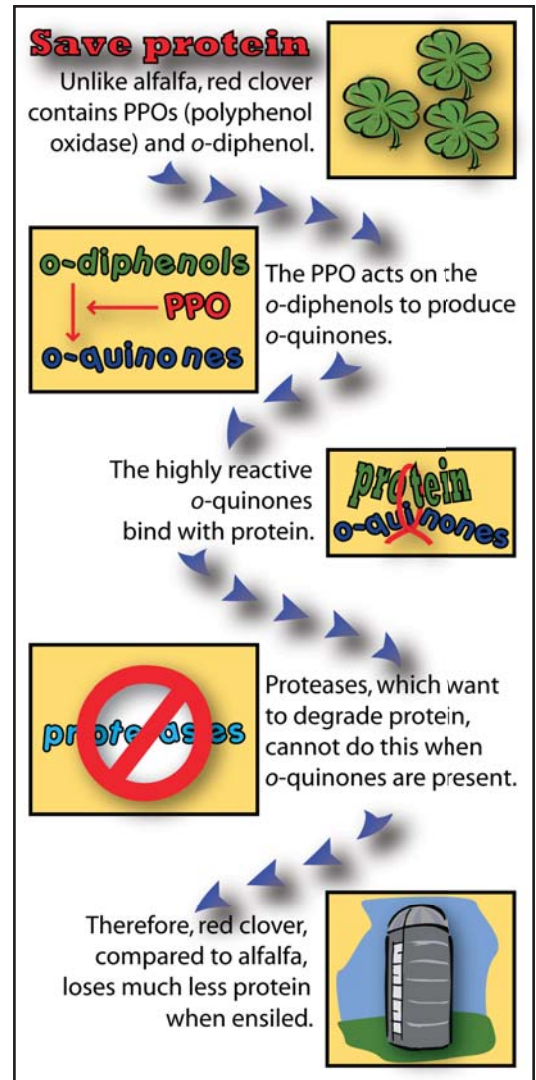 Save protein
Unlike alfalfa, red clover
contains PPOs (polyphenol
oxidase) and o-diphenol.
o-diphenols
PPO
o-quinones
The PPO acts on the
o-diphenols to produce
o-quinones.
The highly reactive
o-quinones
bind with protein.
protein
o-quinones
proteases
Proteases, which want
to degrade protein,
cannot do this when
o-quinones are present.
Therefore, red clover,
compared to alfalfa,
loses much less protein
when ensiled.